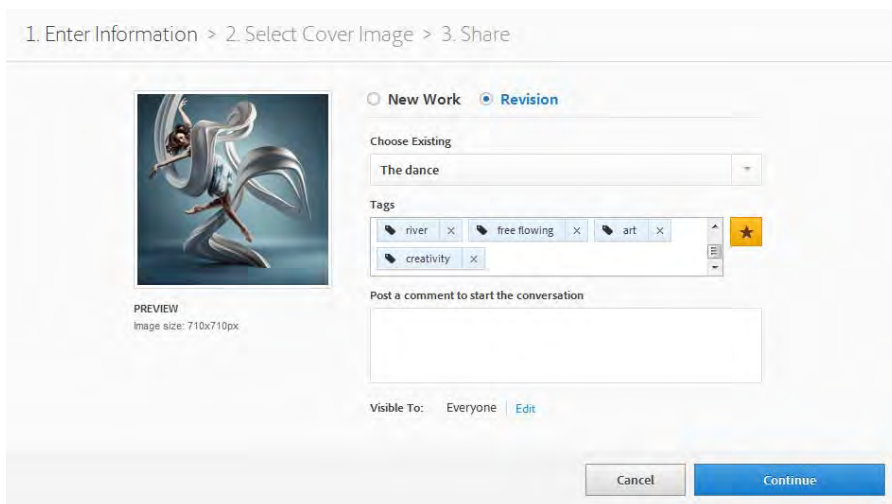 1. Enter Information > 2. Select Cover Image > 3. Share
New Work Revision
Choose Existing
The dance
Tags
river x free flowing x art x
creativity x
PREVIEW
Image size: 710x710px
Post a comment to start the conversation
Visible To: Everyone Edit
Cancel Continue